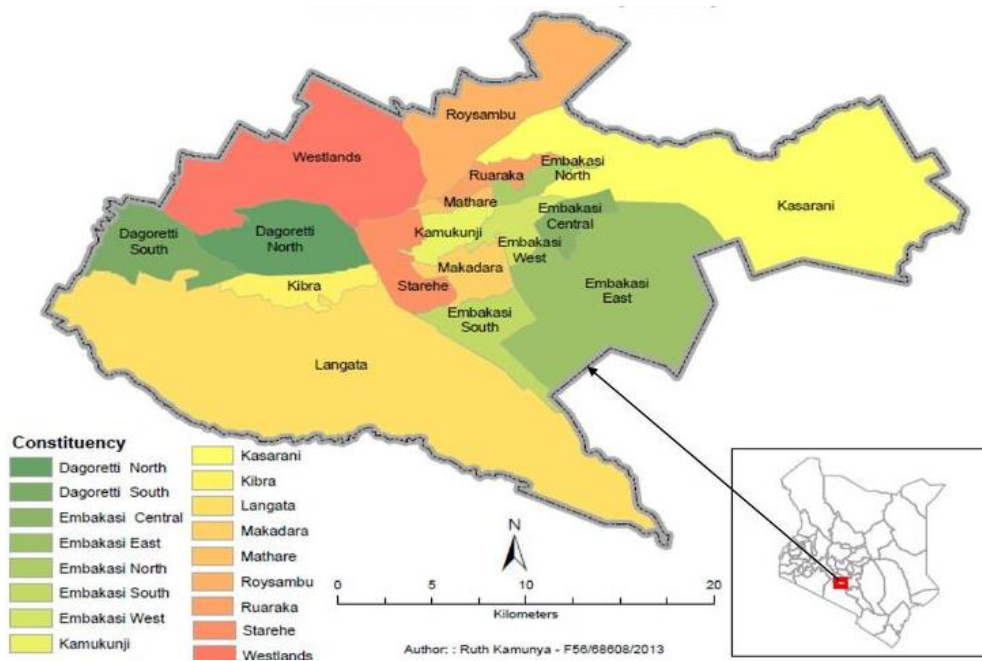 Roysambu
Westlands
Embakasi
North
Ruaraka
Kasarani
Mathare
Embakasi
Central
Dagoretti
South
Dagoretti
North
Kamukunji
Embakasi
West
Makadara
Kibra
Starehe
Embakasi
East
Embakasi
South
Langata
Constituency
Dagoretti North
Dagoretti South
Embakasi Central
Embakasi East
Embakasi North
Embakasi South
Embakasi West
Kamukunji
Kasarani
Kibra
Langata
Makadara
Mathare
Roysambu
Ruaraka
Starehe
Westlands
N
0 5 10 20
Kilometers
Author: : Ruth Kamunya - F56/68608/2013